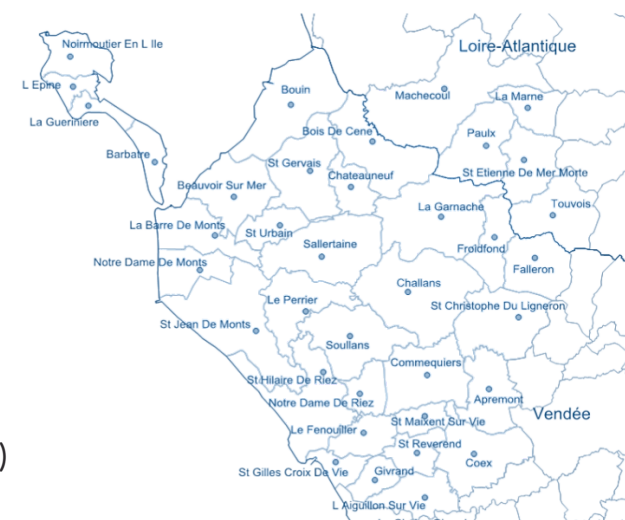 Noirmoutier En L Ile
Loire-Atlantique
L Epine
Bouin
Machecoul
La Marne
La Gueriniere
Bois De Cene
Paulx
Barbatre
St Gervais
Chateauneuf
St Etienne De Mer Morte
Beauvoir Sur Mer
La Garnache
Touvois
La Barre De Monts
St Urbain
Sallertaine
Froidfond
Notre Dame De Monts
Falleron
Challans
Le Perrier
St Christophe Du Ligneron
St Jean De Monts
Soullans
Commequiers
St Hilaire De Riez
Notre Dame De Riez
Apremont
Vendée
St Maixent Sur Vie
Le Fenouiller
St Reverend
)
Coex
St Gilles Croix De Vie
Givrand
L Aiguillon Sur Vie